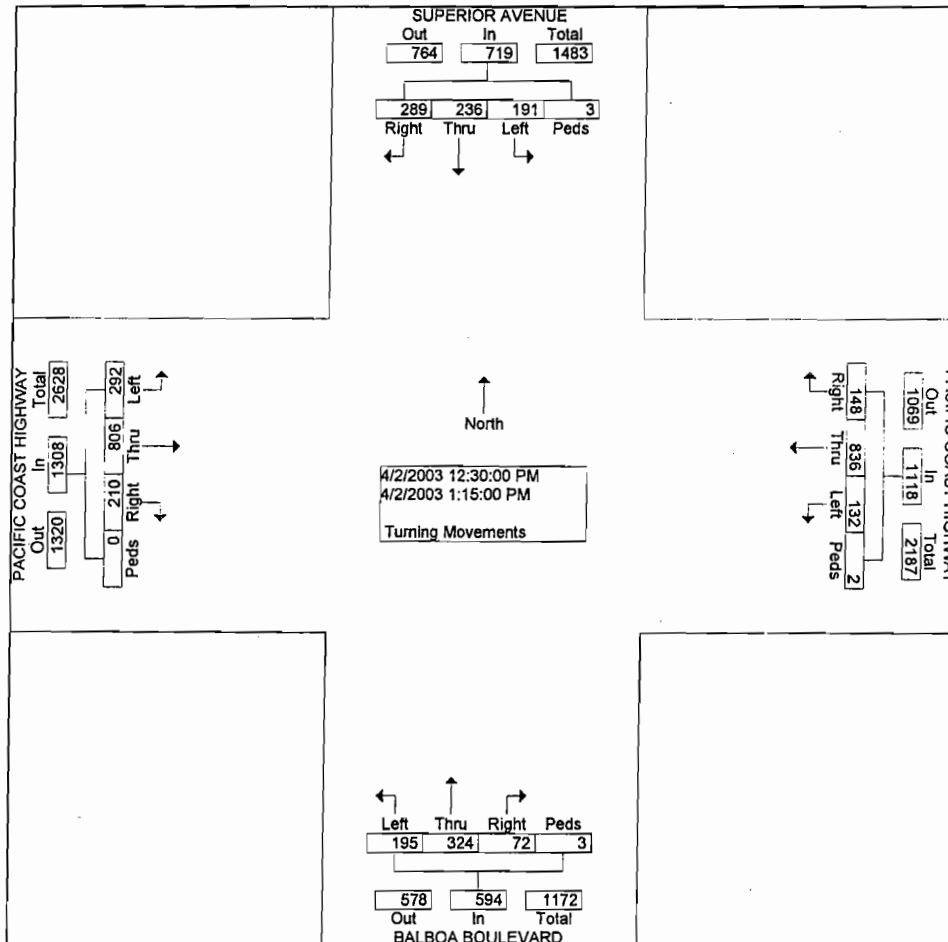 SUPERIOR AVENUE
Out In Total
764 719 1483
289 236 191 3
Right Thru Left Peds
PACIFIC COAST HIGHWAY
Total In Out
2628 1308 1320
292 806 210 0
Left Thru Right Peds
North
4/2/2003 12:30:00 PM
4/2/2003 1:15:00 PM
Turning Movements
Right Thru Left Peds
148 836 132 2
Out In Total
1069 1118 2187
Left Thru Right Peds
195 324 72 3
578 594 1172
Out In Total
BALBOA BOULEVARD